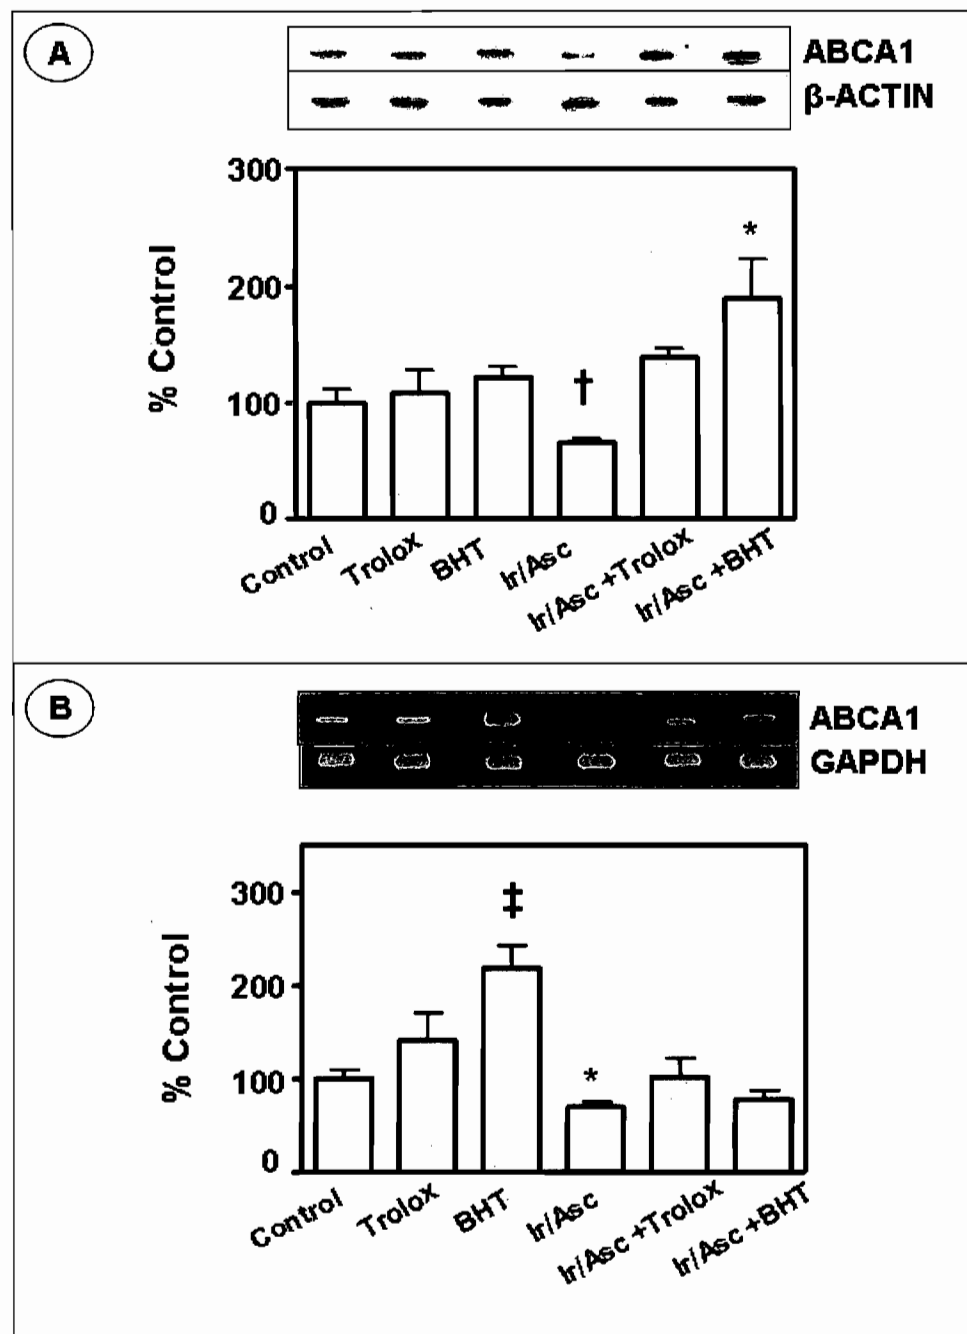 A
ABCA1
β-ACTIN
300
200
100
0
% Control
*
†
Control
Trolox
BHT
Ir/Asc
Ir/Asc +Trolox
Ir/Asc +BHT
B
ABCA1
GAPDH
300
200
100
0
% Control
‡
*
Control
Trolox
BHT
Ir/Asc
Ir/Asc +Trolox
Ir/Asc +BHT